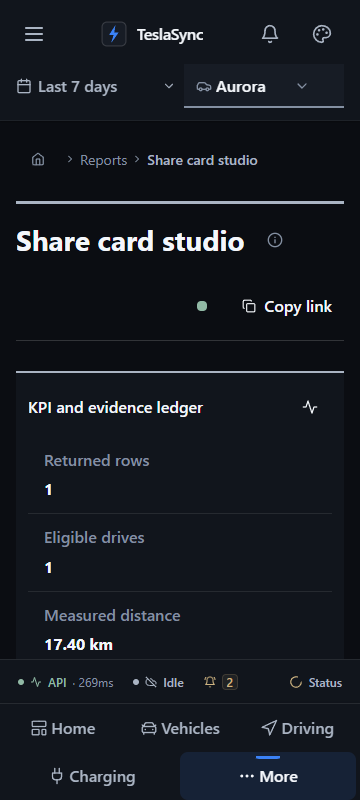 TeslaSync
Last 7 days
Aurora
Reports
Share card studio
Share card studio
Copy link
KPI and evidence ledger
Returned rows
1
Eligible drives
1
Measured distance
17.40 km
API · 269ms
Idle
2
Status
Home
Vehicles
Driving
Charging
More